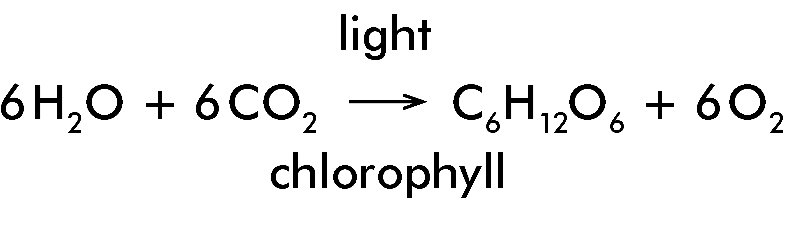 light
6H₂O + 6CO₂ → C₆H₁₂O₆ + 6O₂
chlorophyll